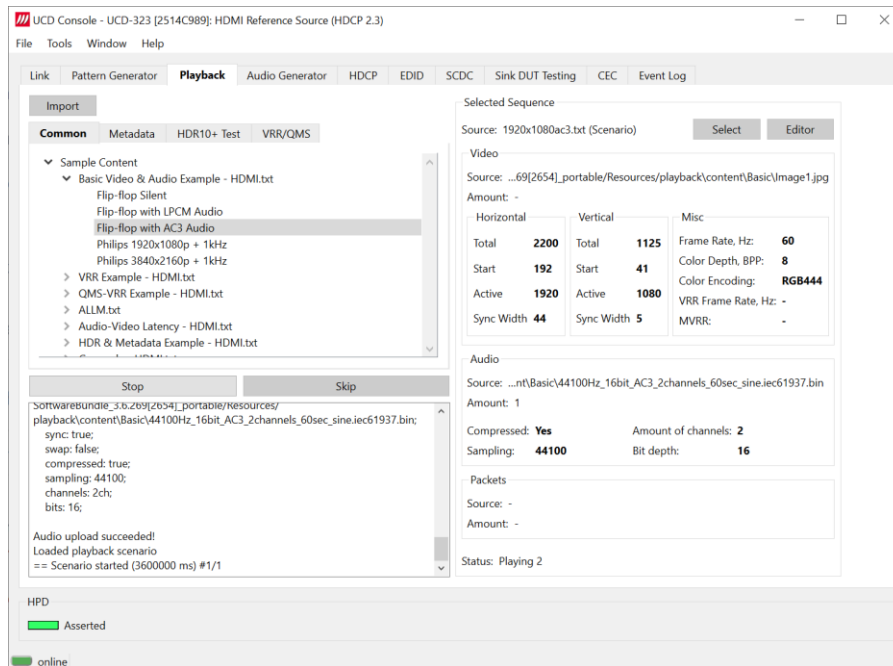 UCD Console - UCD-323 [2514C989]: HDMI Reference Source (HDCP 2.3)
File Tools Window Help
Link Pattern Generator Playback Audio Generator HDCP EDID SCDC Sink DUT Testing CEC Event Log
Import
Common Metadata HDR10+ Test VRR/QMS
Sample Content
Basic Video & Audio Example - HDMI.txt
Flip-flop Silent
Flip-flop with LPCM Audio
Flip-flop with AC3 Audio
Philips 1920x1080p + 1kHz
Philips 3840x2160p + 1kHz
VRR Example - HDMI.txt
QMS-VRR Example - HDMI.txt
ALLM.txt
Audio-Video Latency - HDMI.txt
HDR & Metadata Example - HDMI.txt
Stop Skip
SoftwareBundle_3.6.269[2654]_portable/Resources/
playback\content\Basic\44100Hz_16bit_AC3_2channels_60sec_sine.iec61937.bin;
sync: true;
swap: false;
compressed: true;
sampling: 44100;
channels: 2ch;
bits: 16;
Audio upload succeeded!
Loaded playback scenario
== Scenario started (3600000 ms) #1/1
Selected Sequence
Source: 1920x1080ac3.txt (Scenario) Select Editor
Video
Source: ...69[2654]_portable/Resources/playback\content\Basic\Image1.jpg
Amount: -
Horizontal Vertical Misc
Total 2200 Total 1125 Frame Rate, Hz: 60
Start 192 Start 41 Color Depth, BPP: 8
Active 1920 Active 1080 Color Encoding: RGB444
Sync Width 44 Sync Width 5 VRR Frame Rate, Hz: -
MVRR: -
Audio
Source: ...nt\Basic\44100Hz_16bit_AC3_2channels_60sec_sine.iec61937.bin
Amount: 1
Compressed: Yes Amount of channels: 2
Sampling: 44100 Bit depth: 16
Packets
Source: -
Amount: -
Status: Playing 2
HPD
Asserted
online